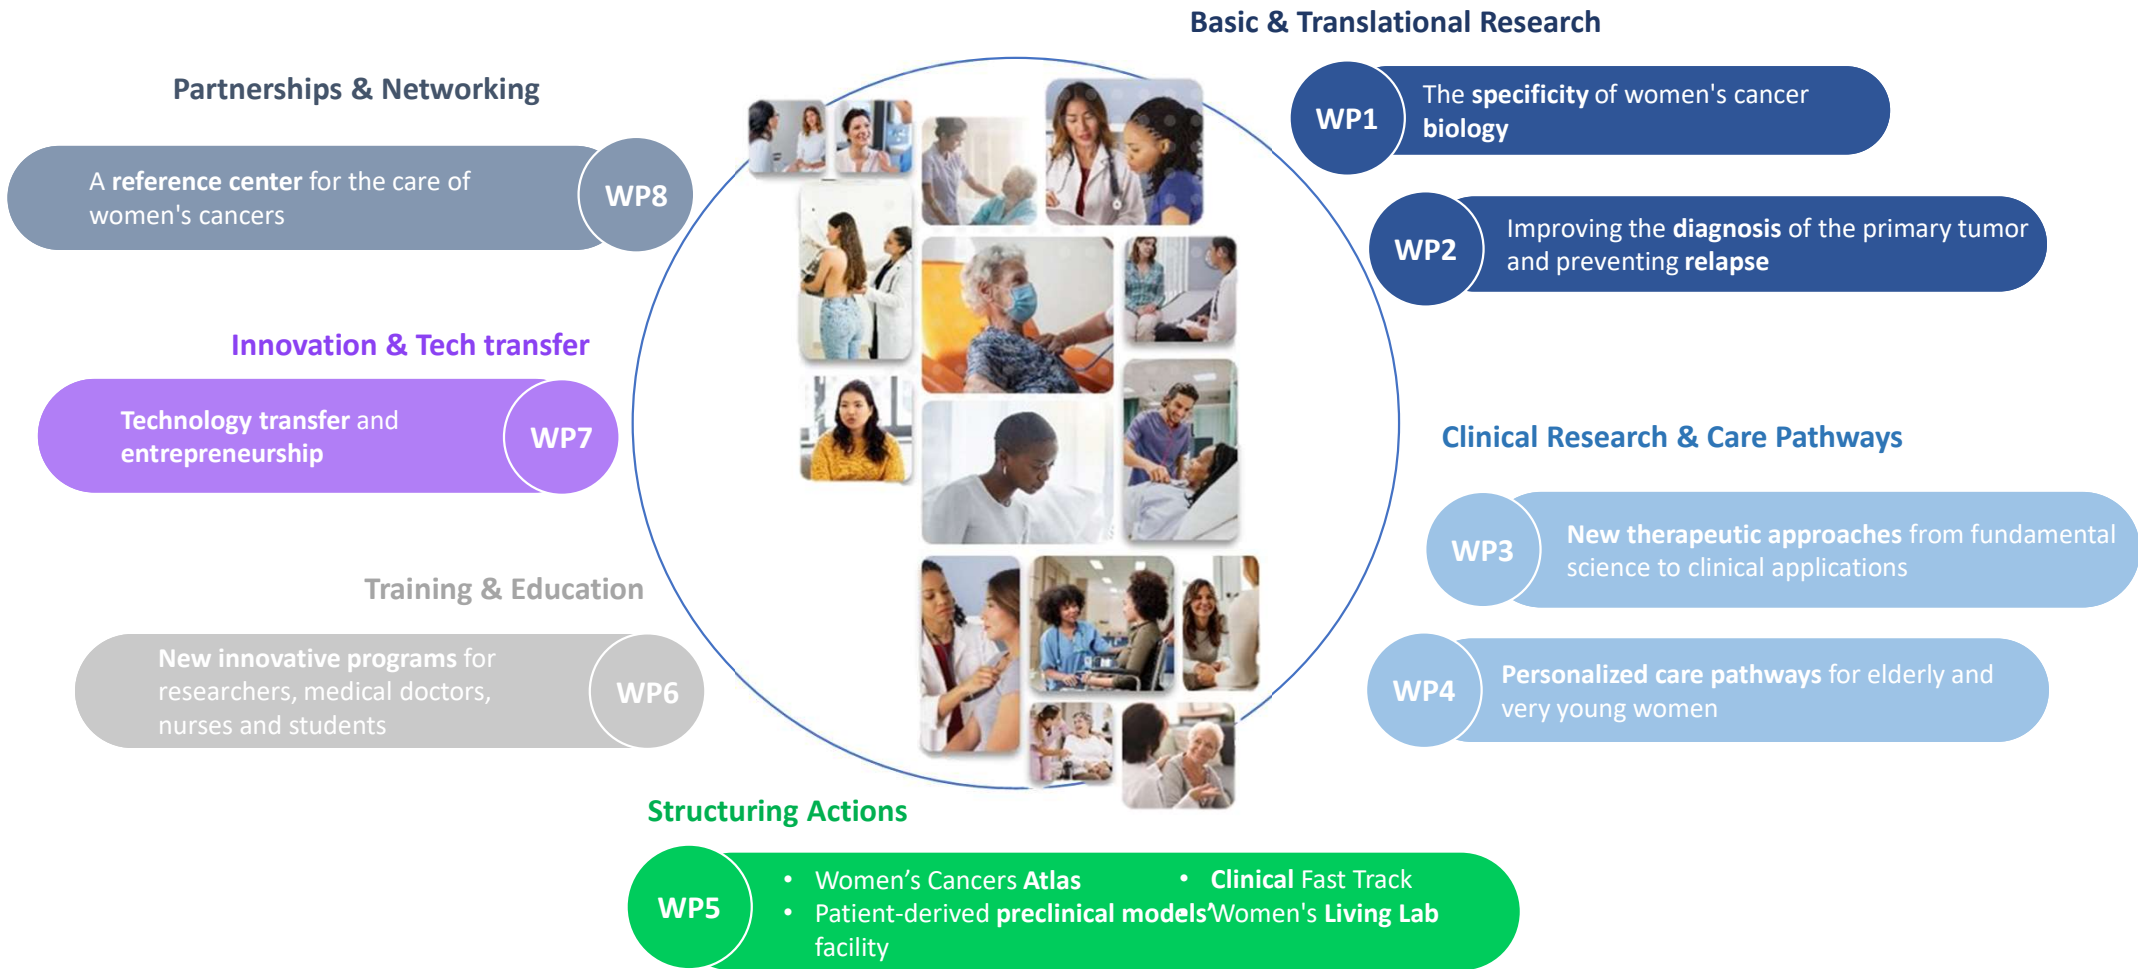 Basic & Translational Research
WP1
The specificity of women's cancer
biology
WP2
Improving the diagnosis of the primary tumor
and preventing relapse
Clinical Research & Care Pathways
WP3
New therapeutic approaches from fundamental
science to clinical applications
WP4
Personalized care pathways for elderly and
very young women
Structuring Actions
WP5
• Women’s Cancers Atlas
• Patient-derived preclinical models’
facility
• Clinical Fast Track
• Women's Living Lab
Training & Education
New innovative programs for
researchers, medical doctors,
nurses and students
WP6
Innovation & Tech transfer
Technology transfer and
entrepreneurship
WP7
Partnerships & Networking
A reference center for the care of
women's cancers
WP8